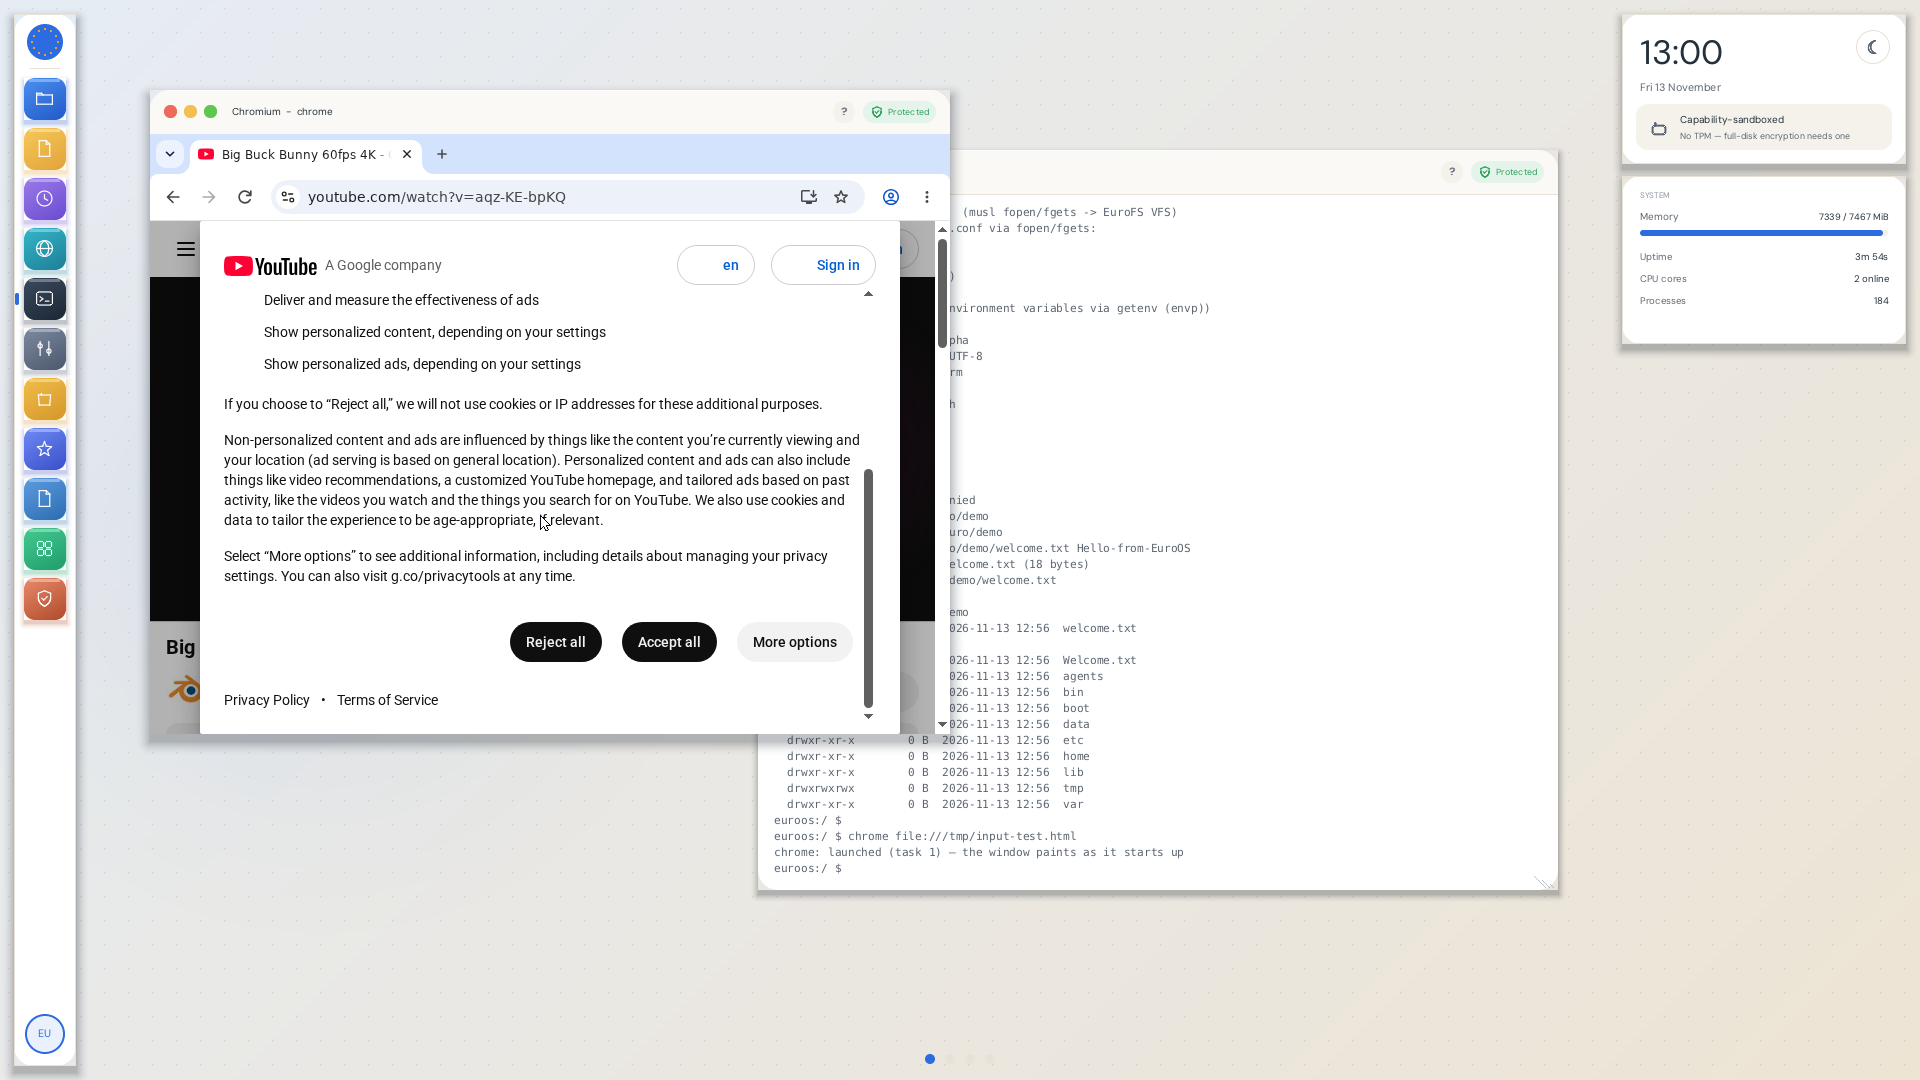 13:00
Fri 13 November
Capability-sandboxed
No TPM — full-disk encryption needs one
SYSTEM
Memory 7339 / 7467 MiB
Uptime 3m 54s
CPU cores 2 online
Processes 184
Chromium - chrome
? Protected
Big Buck Bunny 60fps 4K -
youtube.com/watch?v=aqz-KE-bpKQ
YouTube A Google company
en
Sign in
Deliver and measure the effectiveness of ads
Show personalized content, depending on your settings
Show personalized ads, depending on your settings
If you choose to “Reject all,” we will not use cookies or IP addresses for these additional purposes.
Non-personalized content and ads are influenced by things like the content you’re currently viewing and
your location (ad serving is based on general location). Personalized content and ads can also include
things like video recommendations, a customized YouTube homepage, and tailored ads based on past
activity, like the videos you watch and the things you search for on YouTube. We also use cookies and
data to tailor the experience to be age-appropriate, if relevant.
Select “More options” to see additional information, including details about managing your privacy
settings. You can also visit g.co/privacytools at any time.
Reject all
Accept all
More options
Privacy Policy • Terms of Service
Big
? Protected
(musl fopen/fgets -> EuroFS VFS)
.conf via fopen/fgets:
)
nvironment variables via getenv (envp))
pha
UTF-8
rm
h
nied
o/demo
uro/demo
o/demo/welcome.txt Hello-from-EuroOS
elcome.txt (18 bytes)
demo/welcome.txt
emo
026-11-13 12:56 welcome.txt
026-11-13 12:56 Welcome.txt
026-11-13 12:56 agents
026-11-13 12:56 bin
026-11-13 12:56 boot
026-11-13 12:56 data
drwxr-xr-x 0 B 2026-11-13 12:56 etc
drwxr-xr-x 0 B 2026-11-13 12:56 home
drwxr-xr-x 0 B 2026-11-13 12:56 lib
drwxrwxrwx 0 B 2026-11-13 12:56 tmp
drwxr-xr-x 0 B 2026-11-13 12:56 var
euroos:/ $
euroos:/ $ chrome file:///tmp/input-test.html
chrome: launched (task 1) — the window paints as it starts up
euroos:/ $
EU